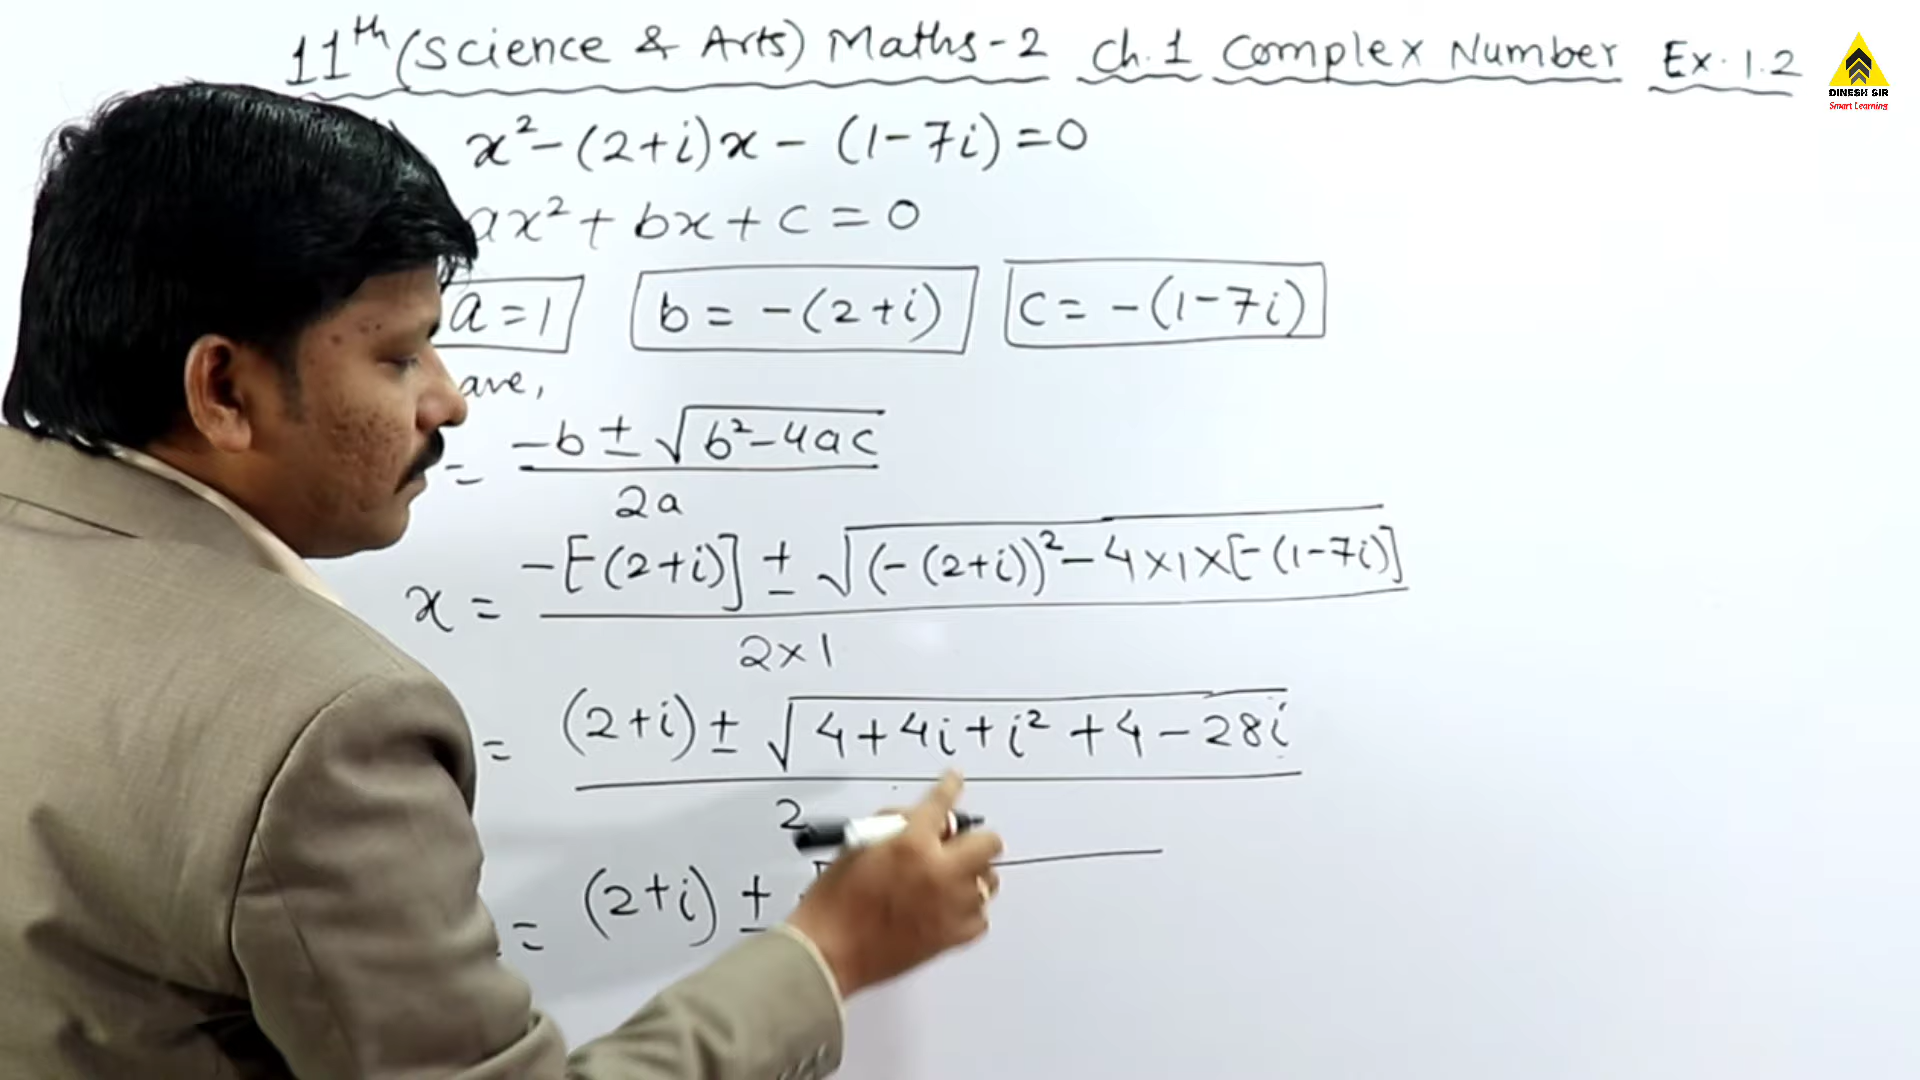 11th (Science & Arts) Maths-2 Ch.1 Complex Number Ex.1.2
DINESH SIR
Smart Learning
x²-(2+i)x - (1-7i)=0
ax²+bx+c=0
a=1 b = -(2+i) c = -(1-7i)
ave,
= -b ± √b²-4ac
2a
x = -[-(2+i)] ± √(-(2+i))²-4×1×[-(1-7i)]
2×1
= (2+i) ± √4+4i+i²+4-28i
2
= (2+i) ±